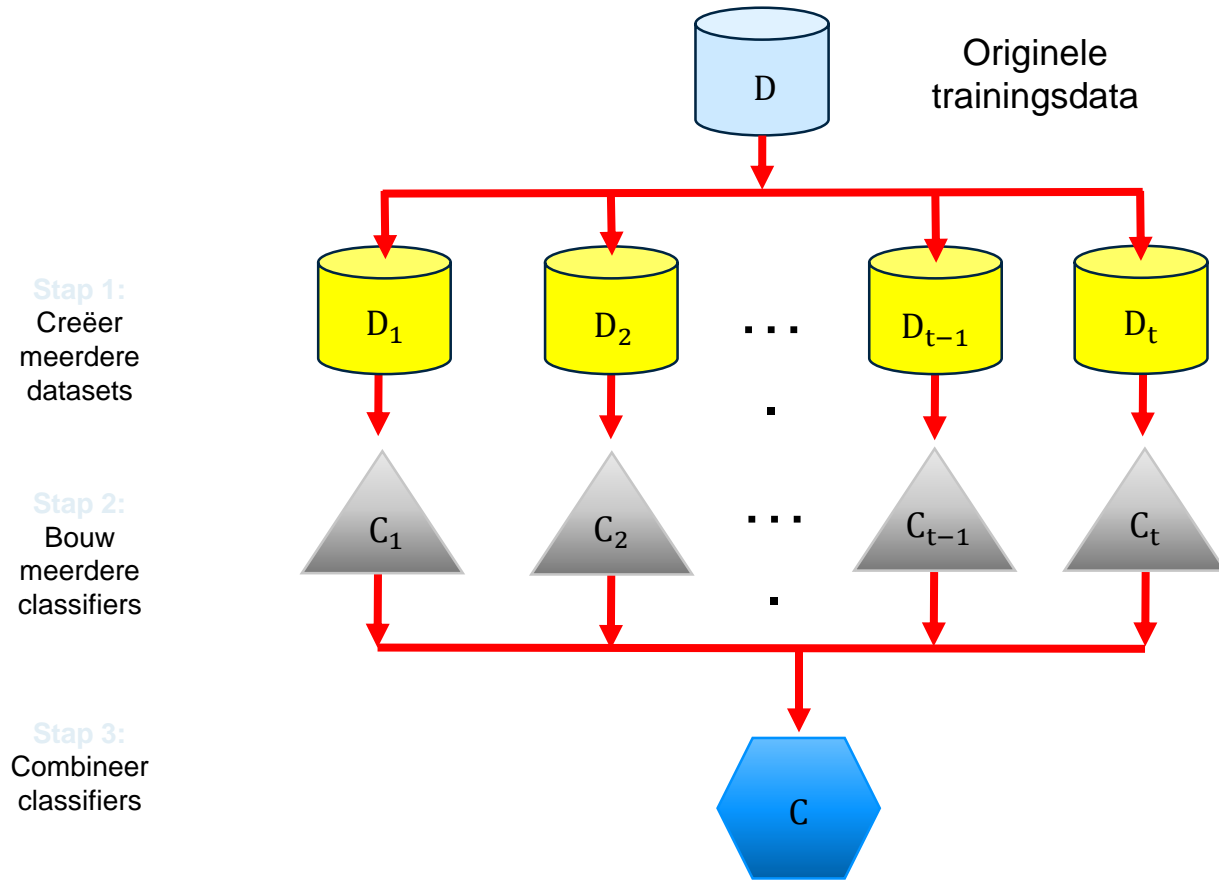 Originele
trainingsdata
D
Stap 1:
Creëer
meerdere
datasets
D₁
D₂
...
Dₜ₋₁
Dₜ
.
Stap 2:
Bouw
meerdere
classifiers
C₁
C₂
...
Cₜ₋₁
Cₜ
.
Stap 3:
Combineer
classifiers
C